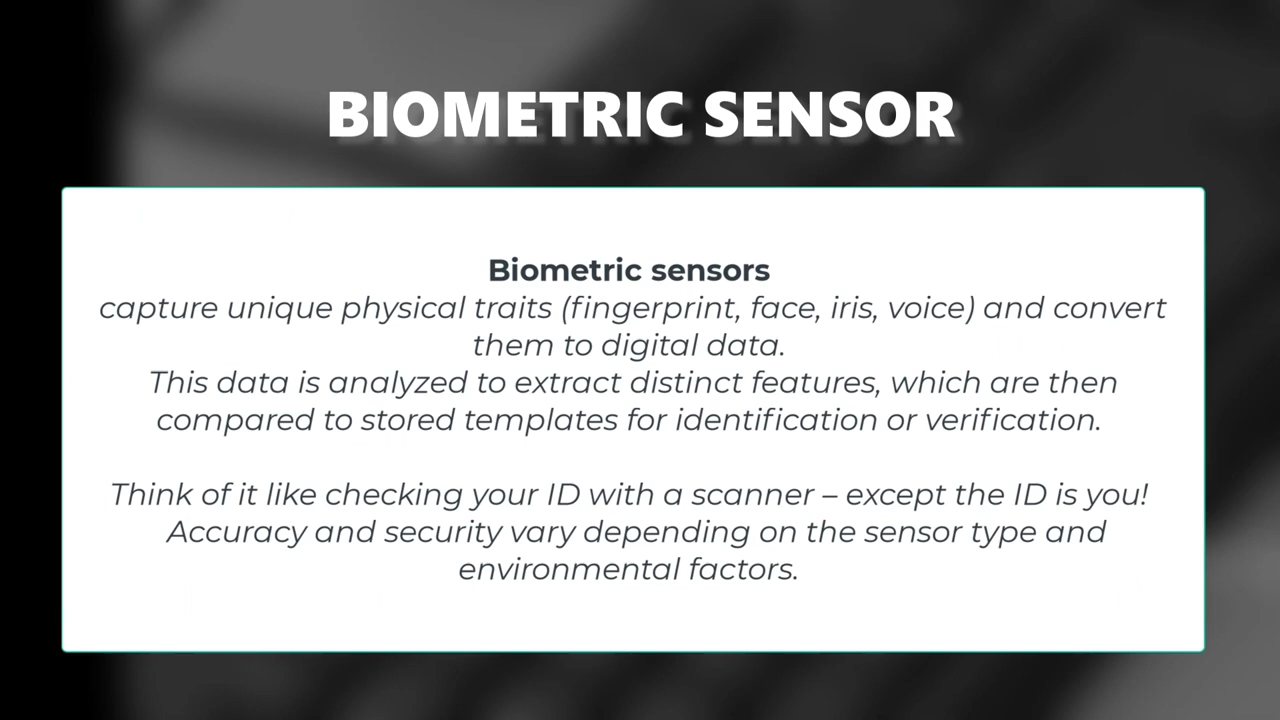 BIOMETRIC SENSOR
Biometric sensors
capture unique physical traits (fingerprint, face, iris, voice) and convert
them to digital data.
This data is analyzed to extract distinct features, which are then
compared to stored templates for identification or verification.
Think of it like checking your ID with a scanner – except the ID is you!
Accuracy and security vary depending on the sensor type and
environmental factors.